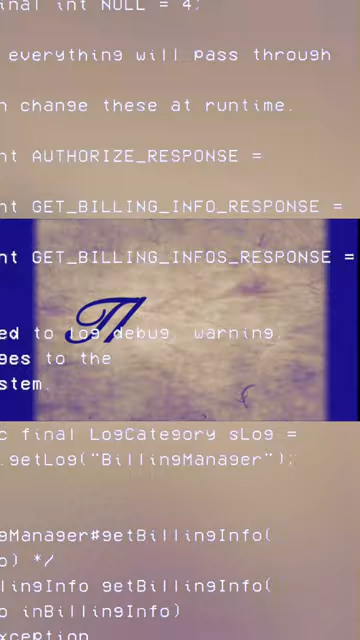 inal int NULL = 4;
everything will pass through
n change these at runtime.
nt AUTHORIZE_RESPONSE =
nt GET_BILLING_INFO_RESPONSE =
nt GET_BILLING_INFOS_RESPONSE =
ed to log debug, warning,
ges to the
stem.
c final LogCategory sLog =
.getLog("BillingManager");
gManager#getBillingInfo(
o) */
lingInfo getBillingInfo(
o inBillingInfo)
xception